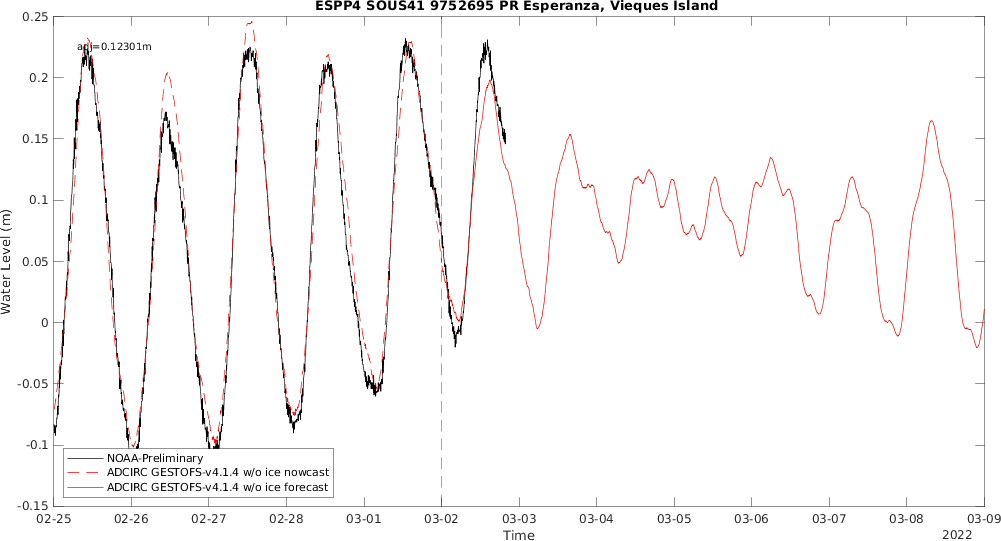 ESPP4 SOUS41 9752695 PR Esperanza, Vieques Island
0.25
0.2
0.15
0.1
0.05
0
-0.05
-0.1
-0.15
Water Level (m)
NOAA-Preliminary
ADCIRC GESTOFS-v4.1.4 w/o ice nowcast
ADCIRC GESTOFS-v4.1.4 w/o ice forecast
02-25 02-26 02-27 02-28 03-01 03-02 03-03 03-04 03-05 03-06 03-07 03-08 03-09
Time
2022